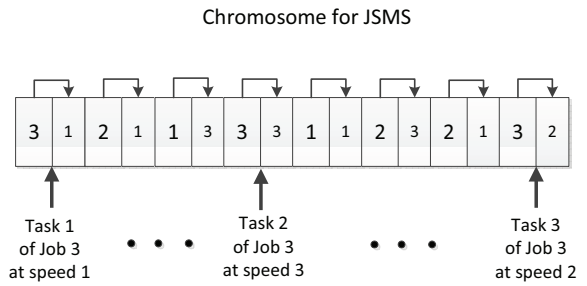 Chromosome for JSMS
3 1 2 1 1 3 3 3 1 1 2 3 2 1 3 2
Task 1
of Job 3
at speed 1
Task 2
of Job 3
at speed 3
Task 3
of Job 3
at speed 2